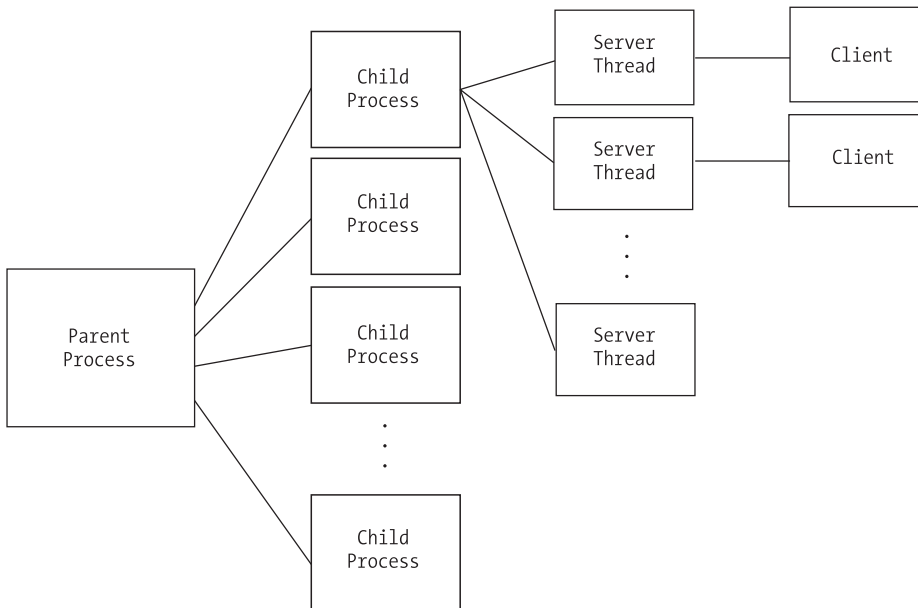 Child
Process
Server
Thread
Client
Server
Thread
Client
Child
Process
Parent
Process
Child
Process
Server
Thread
Child
Process